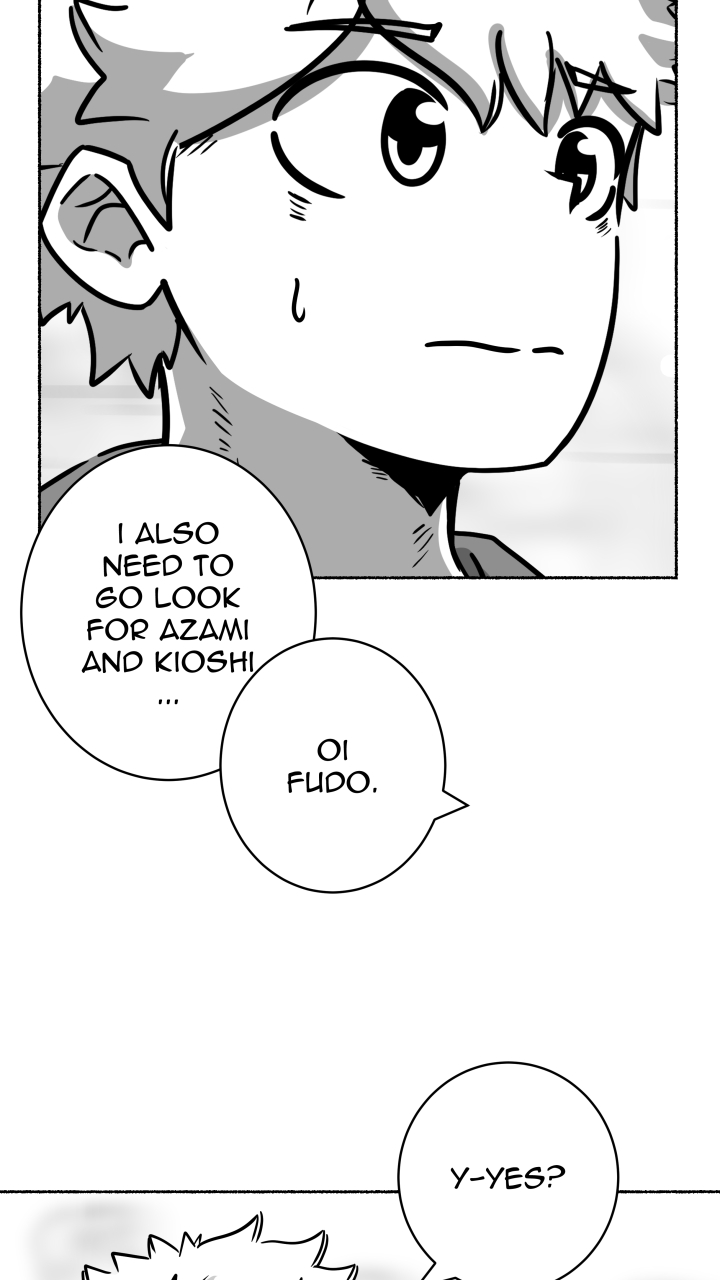 I ALSO
NEED TO
GO LOOK
FOR AZAMI
AND KIOSHI
...
OI
FUDO.
Y-YES?